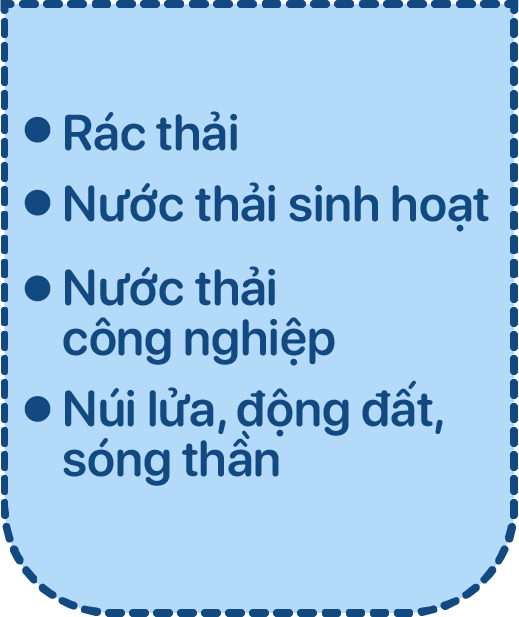 ● Rác thải
● Nước thải sinh hoạt
● Nước thải
công nghiệp
● Núi lửa, động đất,
sóng thần